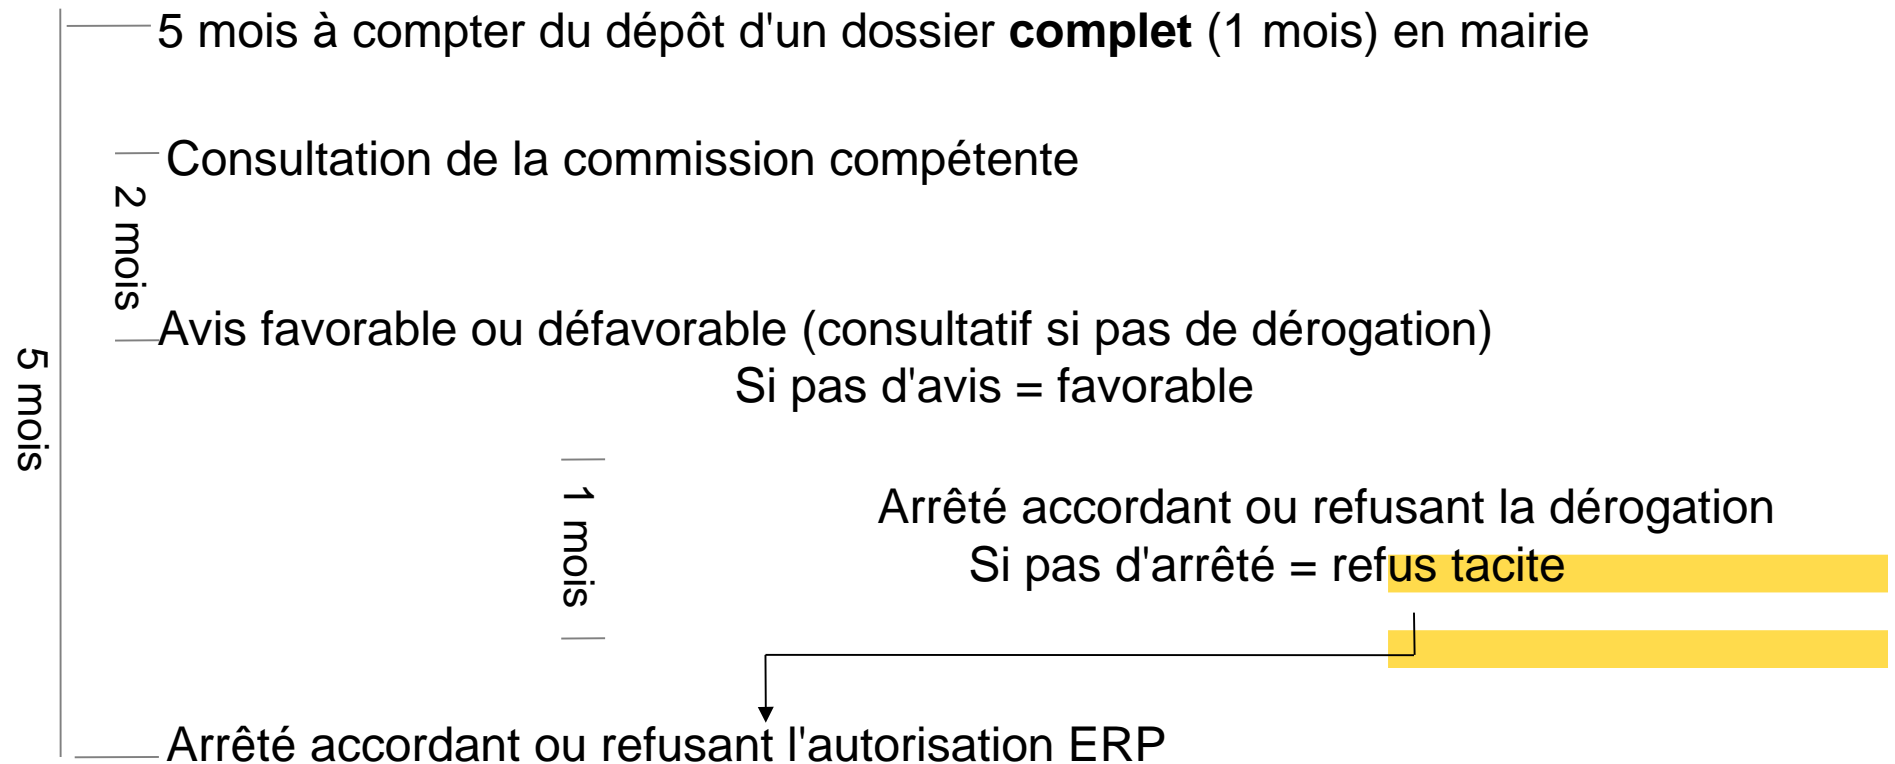 5 mois à compter du dépôt d'un dossier complet (1 mois) en mairie
Consultation de la commission compétente
2 mois
Avis favorable ou défavorable (consultatif si pas de dérogation)
Si pas d'avis = favorable
5 mois
1 mois
Arrêté accordant ou refusant la dérogation
Si pas d'arrêté = refus tacite
Arrêté accordant ou refusant l'autorisation ERP